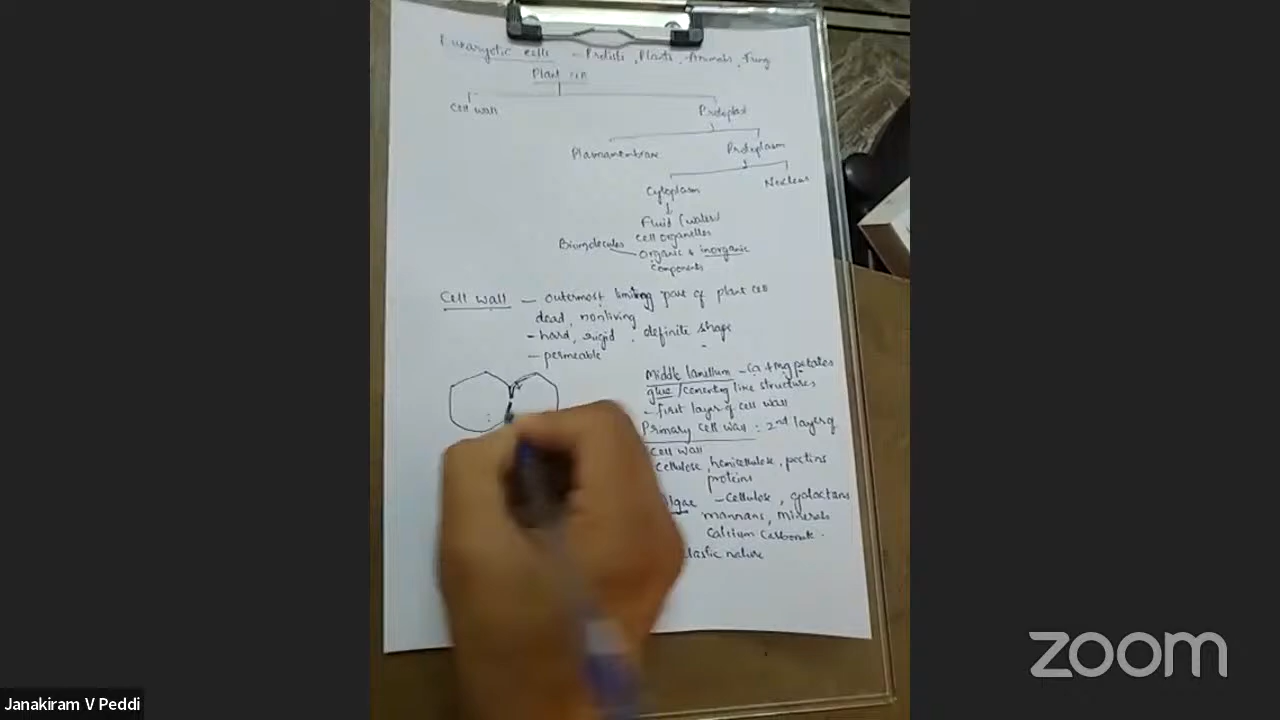 Eukaryotic cells - Protists, Plants, Animals, Fungi
Plant cell
Cell wall
Protoplast
Plasmamembrane
Protoplasm
Cytoplasm
Nucleus
Fluid (water)
cell organelles
Biomolecules
organic & inorganic
components
Cell wall - outermost limiting part of plant cell
dead, nonliving
- hard, rigid, definite shape
- permeable
Middle lamellum - Ca + Mg pctates
glue/cementing like structures
- first layer of cell wall
Primary cell wall : 2nd layer of
cell wall
cellulose, hemicellulose, pectins
proteins
algae - cellulose, galactans
mannans, minerals
calcium carbonate.
elastic nature
Janakiram V Peddi
zoom